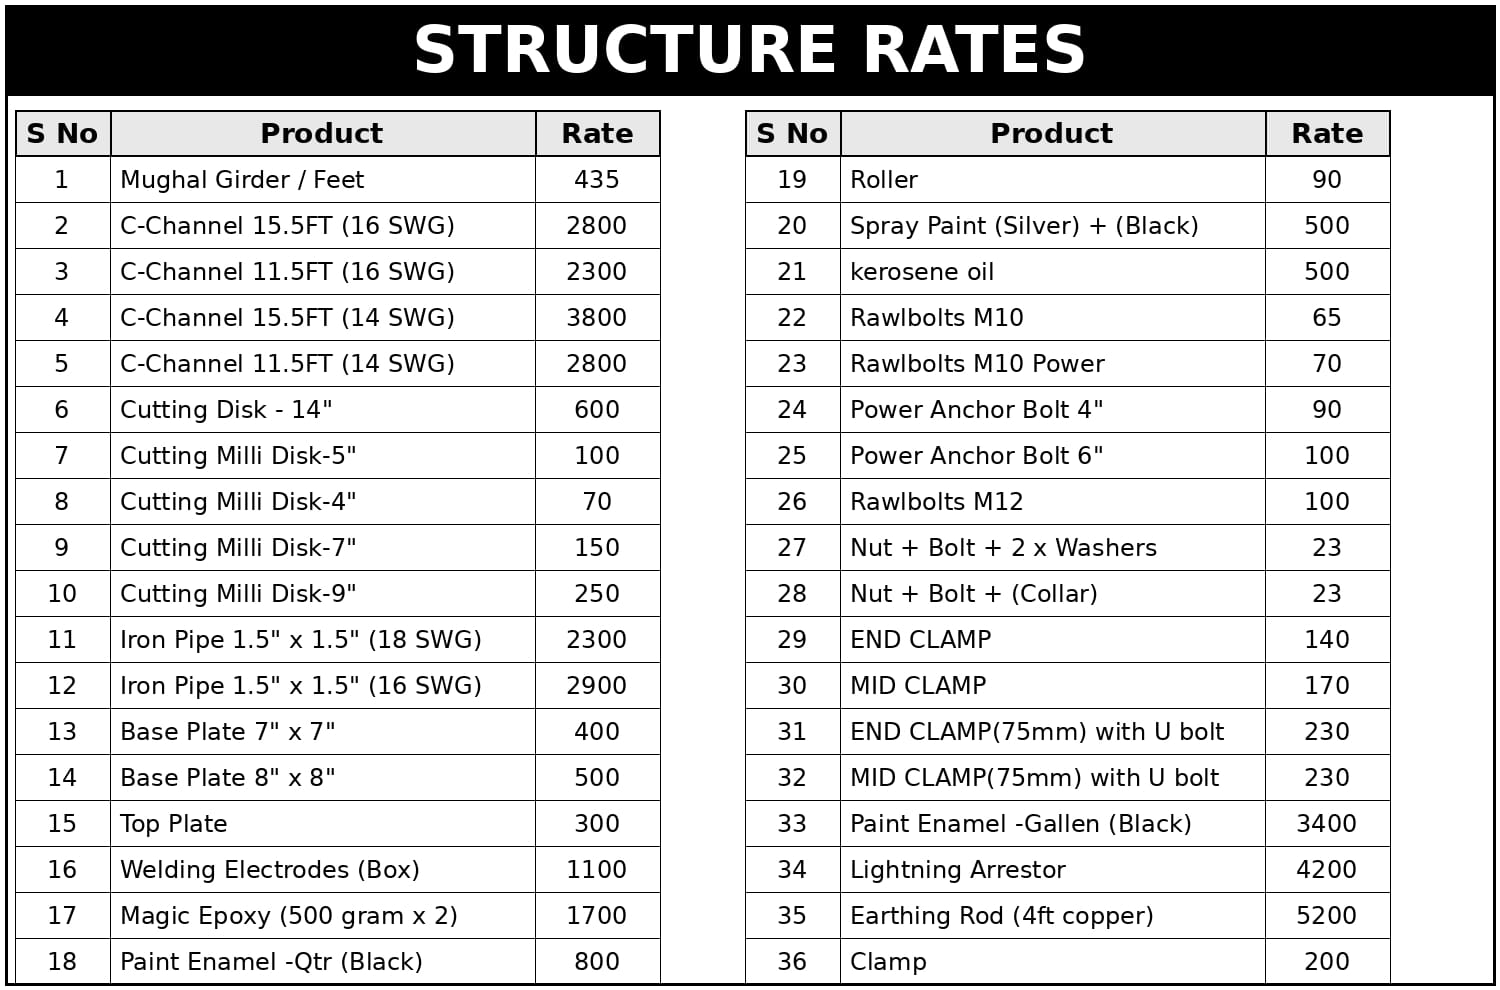 STRUCTURE RATES
S No Product Rate
1 Mughal Girder / Feet 435
2 C-Channel 15.5FT (16 SWG) 2800
3 C-Channel 11.5FT (16 SWG) 2300
4 C-Channel 15.5FT (14 SWG) 3800
5 C-Channel 11.5FT (14 SWG) 2800
6 Cutting Disk - 14" 600
7 Cutting Milli Disk-5" 100
8 Cutting Milli Disk-4" 70
9 Cutting Milli Disk-7" 150
10 Cutting Milli Disk-9" 250
11 Iron Pipe 1.5" x 1.5" (18 SWG) 2300
12 Iron Pipe 1.5" x 1.5" (16 SWG) 2900
13 Base Plate 7" x 7" 400
14 Base Plate 8" x 8" 500
15 Top Plate 300
16 Welding Electrodes (Box) 1100
17 Magic Epoxy (500 gram x 2) 1700
18 Paint Enamel -Qtr (Black) 800
S No Product Rate
19 Roller 90
20 Spray Paint (Silver) + (Black) 500
21 kerosene oil 500
22 Rawlbolts M10 65
23 Rawlbolts M10 Power 70
24 Power Anchor Bolt 4" 90
25 Power Anchor Bolt 6" 100
26 Rawlbolts M12 100
27 Nut + Bolt + 2 x Washers 23
28 Nut + Bolt + (Collar) 23
29 END CLAMP 140
30 MID CLAMP 170
31 END CLAMP(75mm) with U bolt 230
32 MID CLAMP(75mm) with U bolt 230
33 Paint Enamel -Gallen (Black) 3400
34 Lightning Arrestor 4200
35 Earthing Rod (4ft copper) 5200
36 Clamp 200